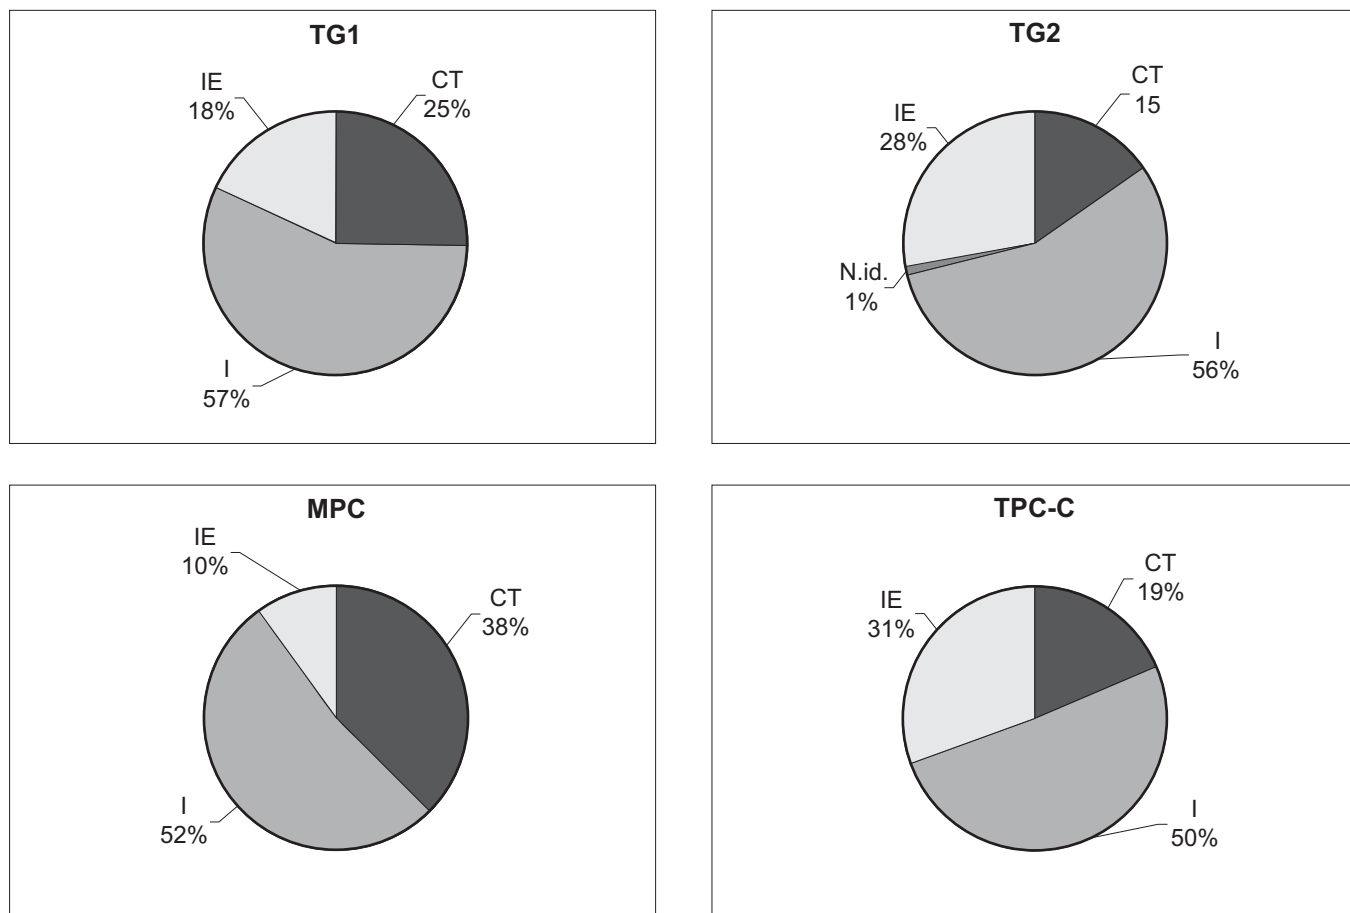 TG1
IE
18%
CT
25%
I
57%
TG2
CT
15
IE
28%
N.id.
1%
I
56%
MPC
IE
10%
CT
38%
I
52%
TPC-C
CT
19%
IE
31%
I
50%